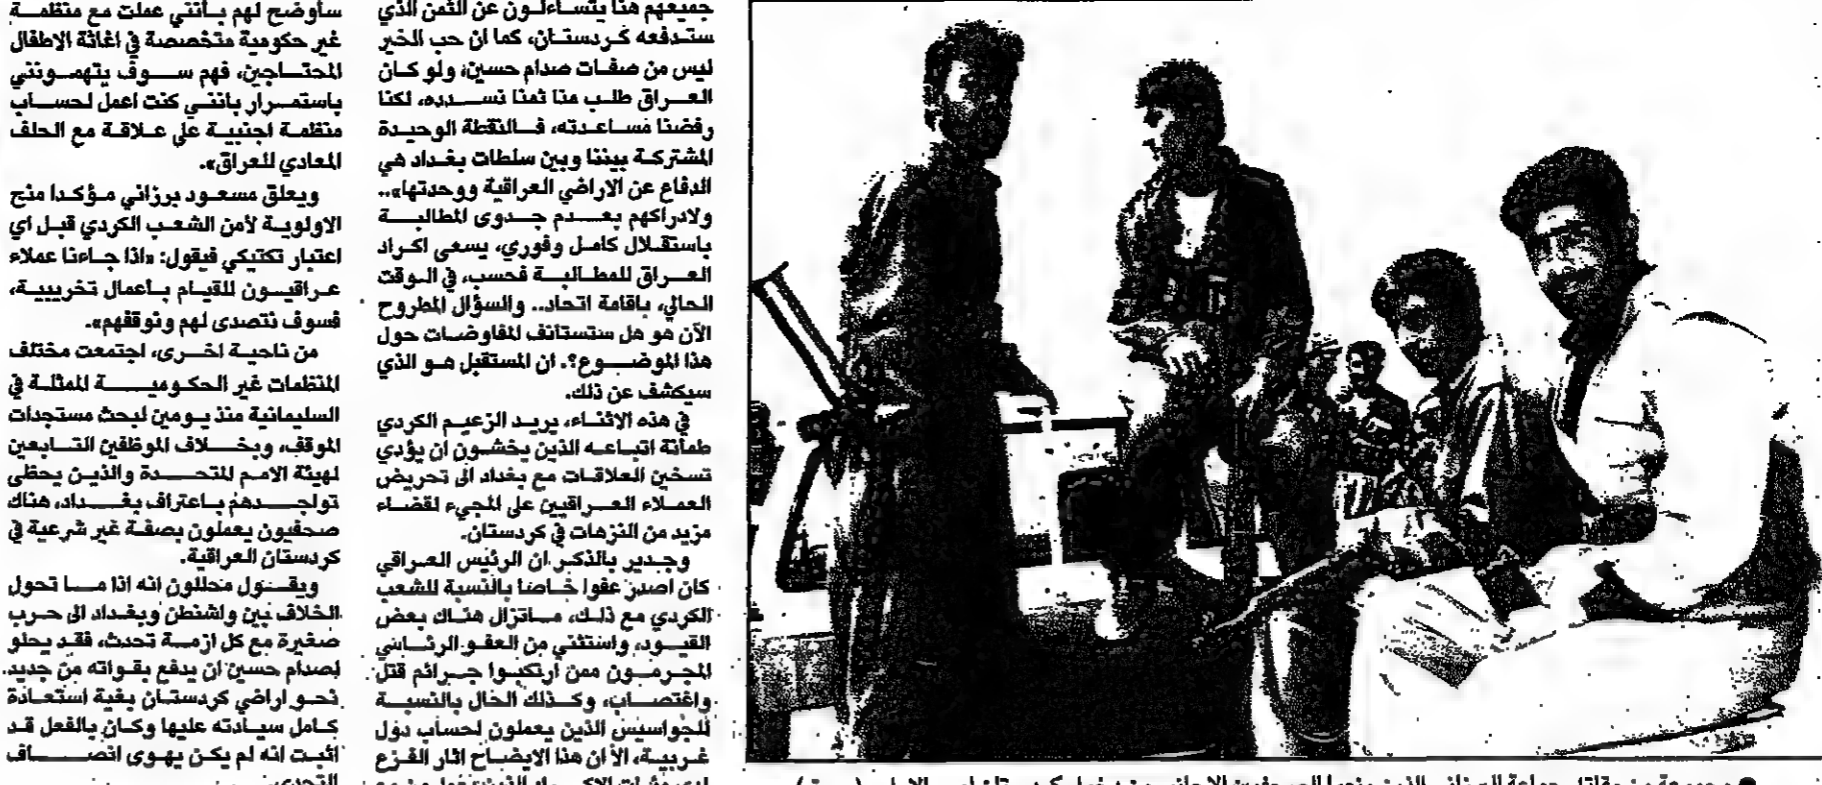 جميعهم هنا يتساءلون عن الثمن الذي
ستدفعه كردستان، كما ان حب الخير
ليس من صفات صدام حسين، ولو كان
العراق طلب منا ثمنا نسدده، لكنا
رفضنا مساعدته، فالنقطة الوحيدة
المشتركة بيننا وبين سلطات بغداد هي
الدفاع عن الاراضي العراقية ووحدتها»..
ولادراكهم بعدم جدوى المطالبة
باستقلال كامل وفوري، يسعى اكراد
العراق للمطالبة فحسب، في الوقت
الحالي، باقامة اتحاد.. والسؤال المطروح
الآن هو هل ستستانف المفاوضات حول
هذا الموضوع؟. ان المستقبل هو الذي
سيكشف عن ذلك.
في هذه الاثناء، يريد الزعيم الكردي
طمأنة اتباعه الذين يخشون ان يؤدي
تسخين العلاقات مع بغداد الى تحريض
العملاء العراقيين على المجيء لقضاء
مزيد من النزهات في كردستان.
وجدير بالذكر ان الرئيس العراقي
كان اصدر عفوا خاصا بالنسبة للشعب
الكردي مع ذلك، ماتزال هناك بعض
القيود، واستثني من العفو الرئاسي
المجرمون ممن ارتكبوا جرائم قتل
واغتصاب، وكذلك الحال بالنسبة
للجواسيس الذين يعملون لحساب دول
غربية، الا أن هذا الايضاح اثار الفزع
سأوضح لهم بأنني عملت مع منظمة
غير حكومية متخصصة في اغاثة الاطفال
المحتاجين، فهم سوف يتهمونني
باستمرار بانني كنت اعمل لحساب
منظمة اجنبية على علاقة مع الحلف
المعادي للعراق».
ويعلق مسعود برزاني مؤكدا منح
الاولوية لأمن الشعب الكردي قبل أي
اعتبار تكتيكي فيقول: «اذا جاءنا عملاء
عراقيون للقيام بأعمال تخريبية،
فسوف نتصدى لهم ونوقفهم».
من ناحية اخرى، اجتمعت مختلف
المنظمات غير الحكومية الممثلة في
السليمانية منذ يومين لبحث مستجدات
الموقف، وبخلاف الموظفين التابعين
لهيئة الامم المتحدة والذين يحظى
تواجدهم باعتراف بغداد، هناك
صحفيون يعملون بصفة غير شرعية في
كردستان العراقية.
ويقول محللون انه اذا ما تحول
الخلاف بين واشنطن وبغداد الى حرب
صغيرة مع كل ازمة تحدث، فقد يحلو
لصدام حسين ان يدفع بقواته من جديد
نحو اراضي كردستان بغية استعادة
كامل سيادته عليها وكان بالفعل قد
اثبت انه لم يكن يهوى انصاف